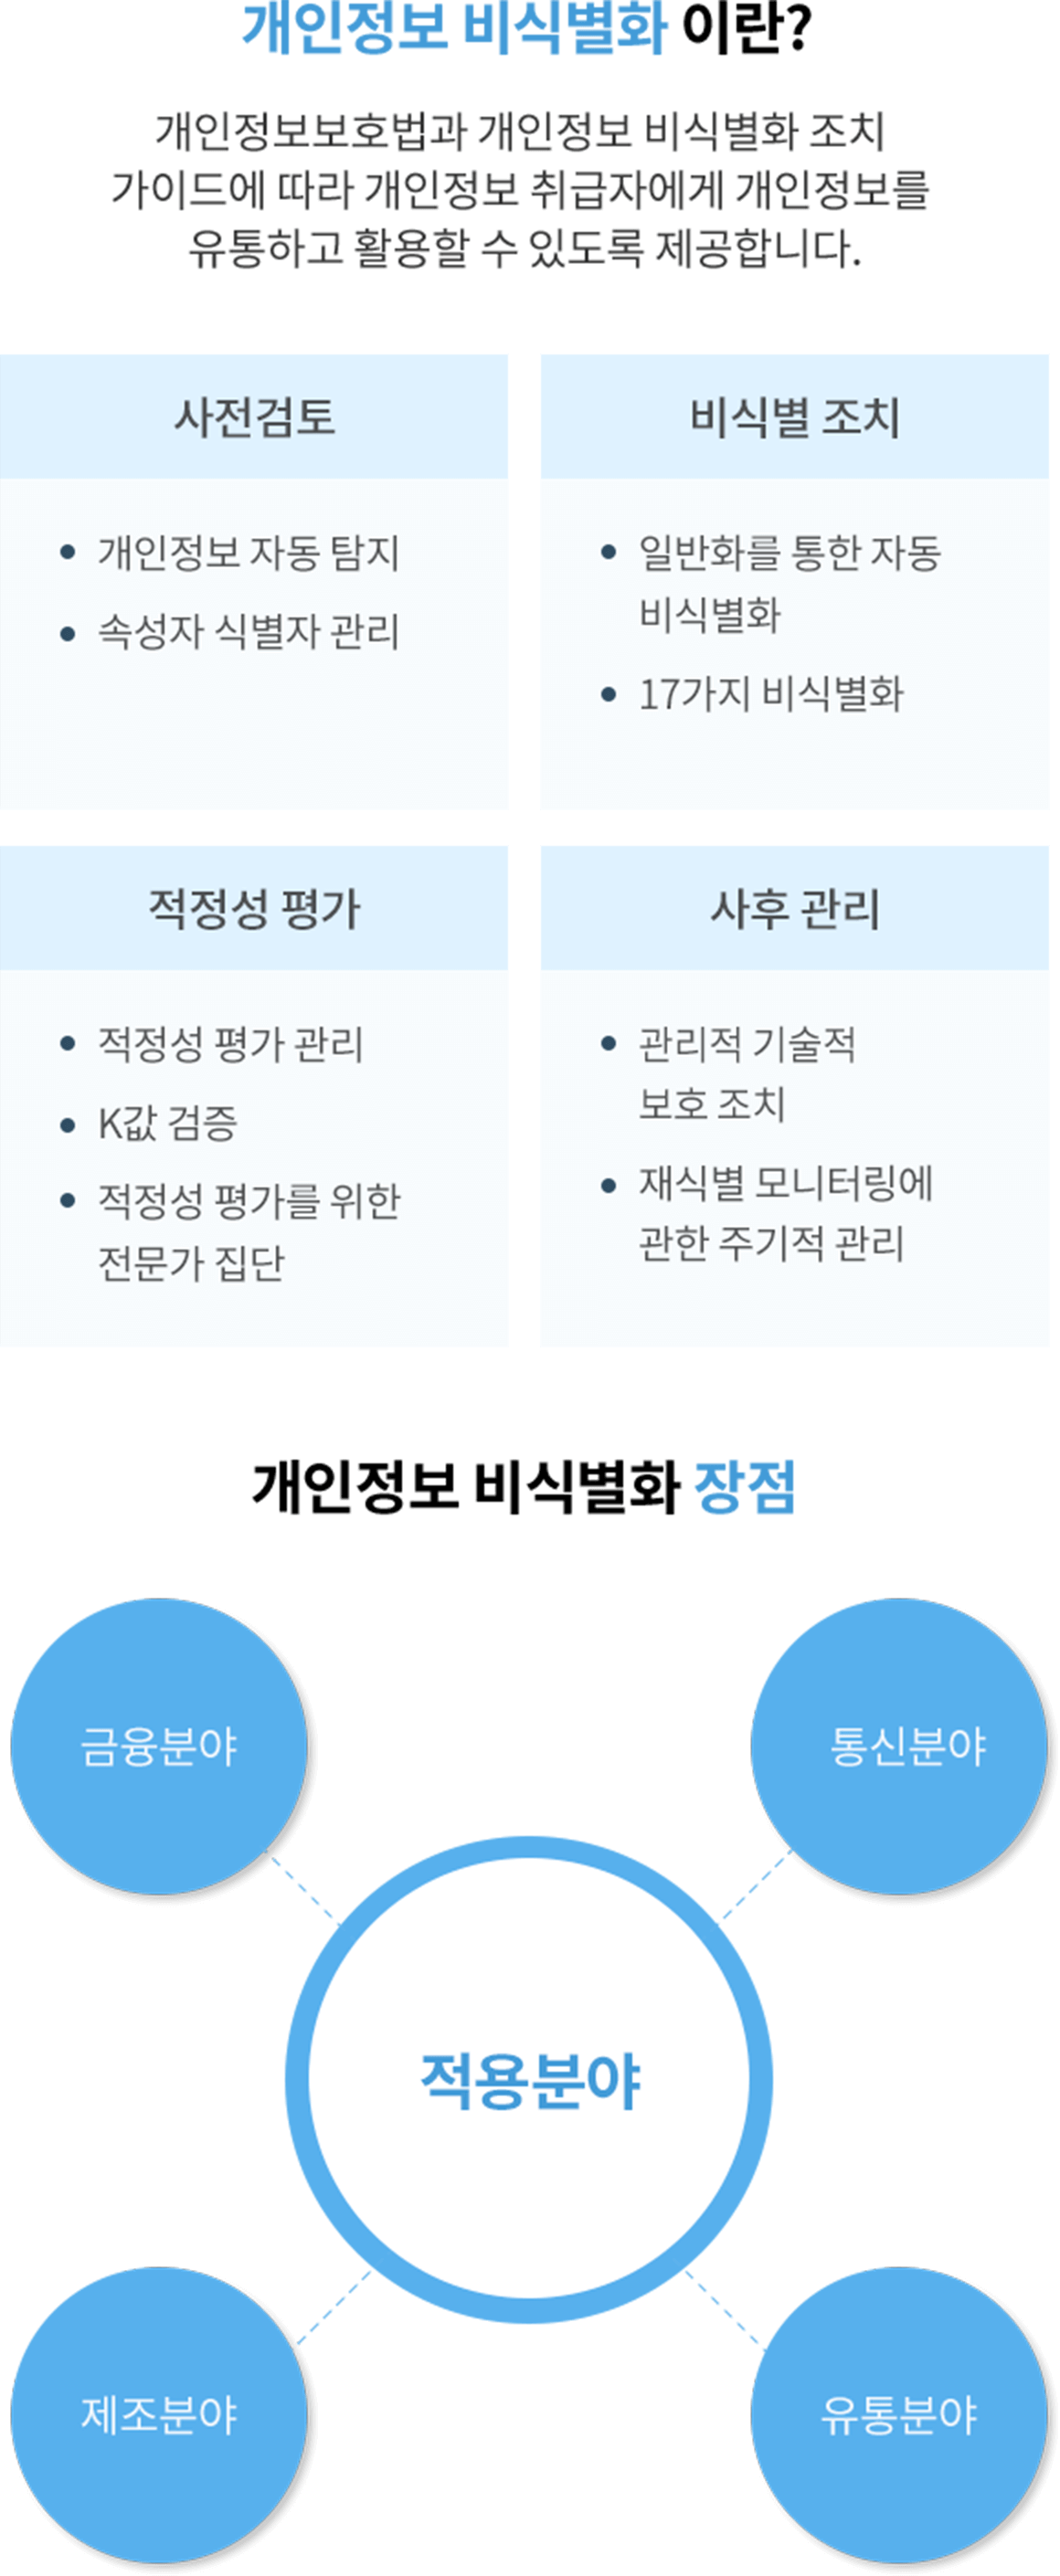 개인정보 비식별화 이란?
개인정보보호법과 개인정보 비식별화 조치
가이드에 따라 개인정보 취급자에게 개인정보를
유통하고 활용할 수 있도록 제공합니다.
사전검토
개인정보 자동 탐지
속성자 식별자 관리
비식별 조치
일반화를 통한 자동
비식별화
17가지 비식별화
적정성 평가
적정성 평가 관리
K값 검증
적정성 평가를 위한
전문가 집단
사후 관리
관리적 기술적
보호 조치
재식별 모니터링에
관한 주기적 관리
개인정보 비식별화 장점
금융분야
통신분야
적용분야
제조분야
유통분야